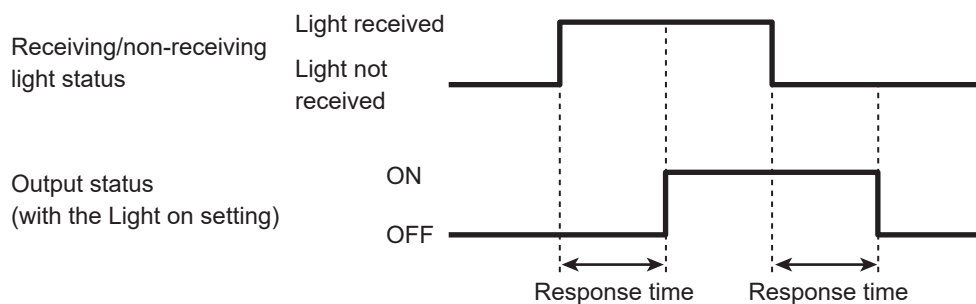 Receiving/non-receiving
light status
Light received
Light not
received
Output status
(with the Light on setting)
ON
OFF
Response time
Response time